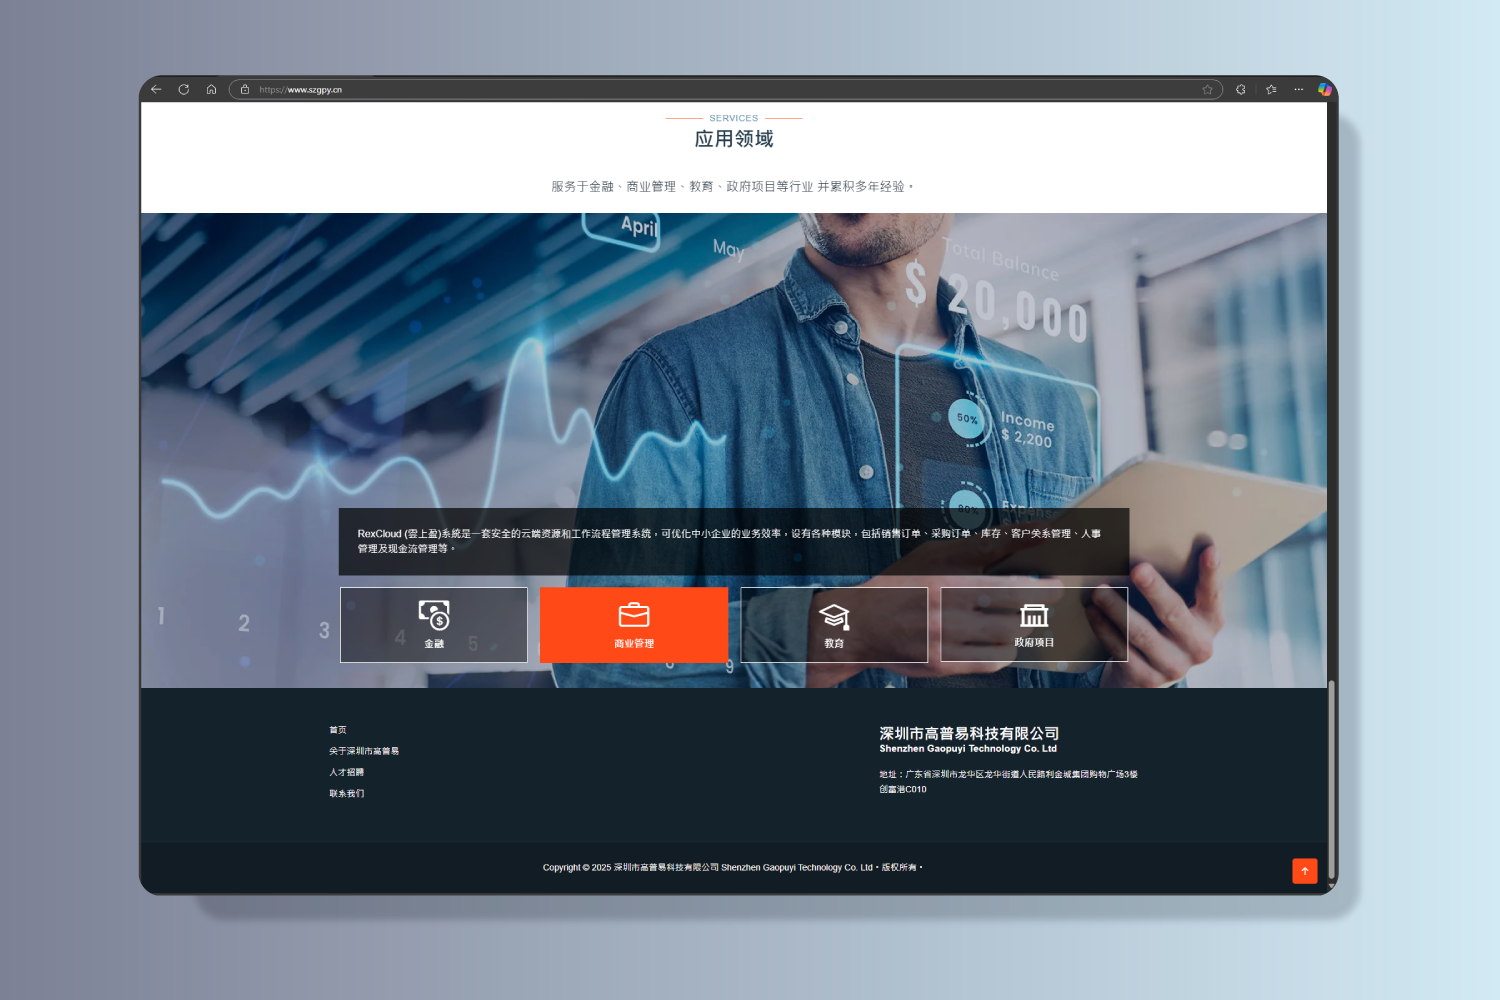 https://www.szgpy.cn
SERVICES
应用领域
服务于金融、商业管理、教育、政府项目等行业 并累积多年经验。
April
May
Total Balance
$ 20,000
50%
Income
$ 2,200
80%
Expense
RexCloud (雲上盈)系統是一套安全的云端资源和工作流程管理系统，可优化中小企业的业务效率，设有各种模块，包括销售订单、采购订单、库存、客户关系管理、人事
管理及现金流管理等。
1 2 3 4 5 9
金融
商业管理
教育
政府项目
首页
关于深圳市高普易
人才招聘
联系我们
深圳市高普易科技有限公司
Shenzhen Gaopuyi Technology Co. Ltd
地址：广东省深圳市龙华区龙华街道人民路利金城集团购物广场3楼
创富港C010
Copyright © 2025 深圳市高普易科技有限公司 Shenzhen Gaopuyi Technology Co. Ltd・版权所有・